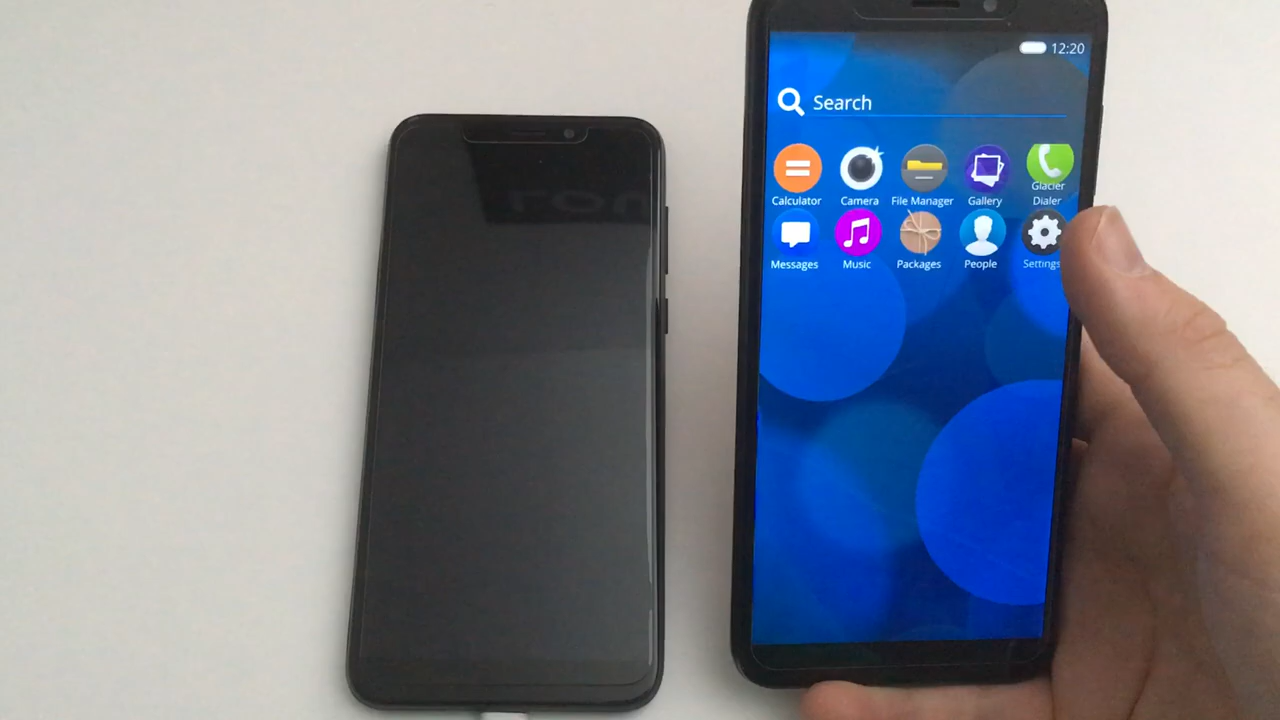 12:20
Search
Calculator Camera File Manager Gallery Glacier Dialer
Messages Music Packages People Settings